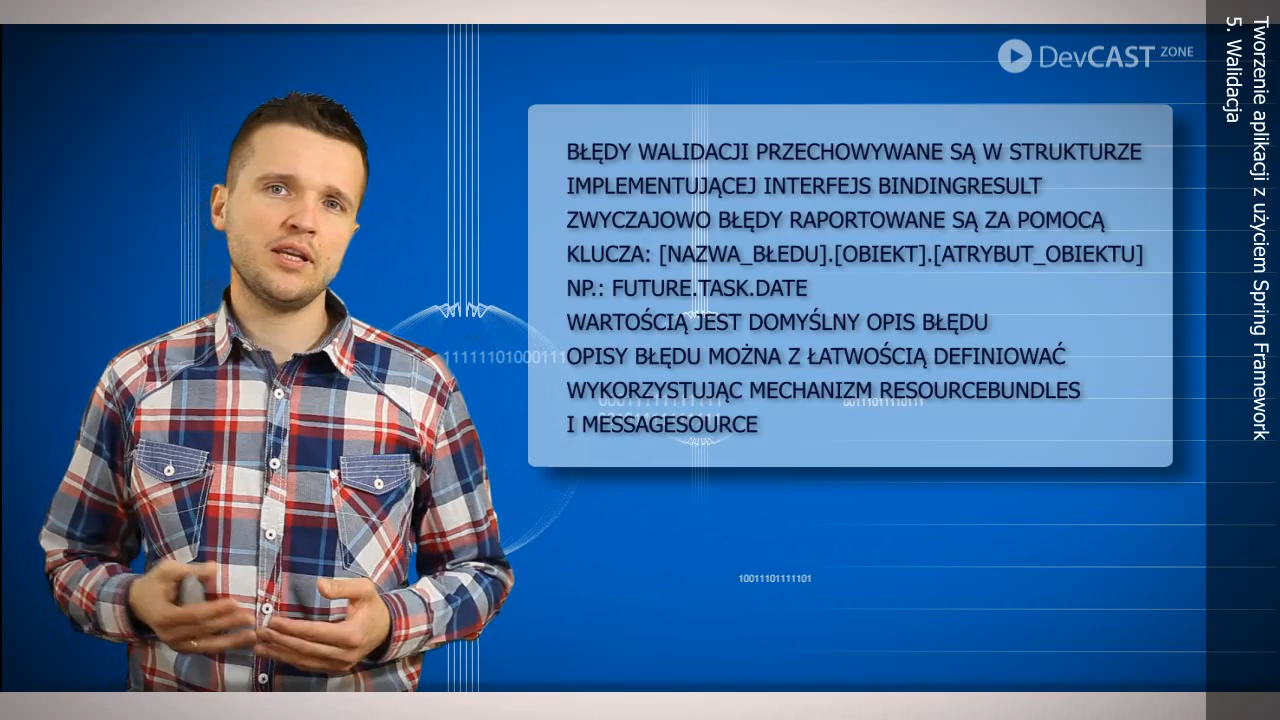 DevCAST ZONE
BŁĘDY WALIDACJI PRZECHOWYWANE SĄ W STRUKTURZE
IMPLEMENTUJĄCEJ INTERFEJS BINDINGRESULT
ZWYCZAJOWO BŁĘDY RAPORTOWANE SĄ ZA POMOCĄ
KLUCZA: [NAZWA_BŁEDU].[OBIEKT].[ATRYBUT_OBIEKTU]
NP.: FUTURE.TASK.DATE
WARTOŚCIĄ JEST DOMYŚLNY OPIS BŁĘDU
OPISY BŁĘDU MOŻNA Z ŁATWOŚCIĄ DEFINIOWAĆ
WYKORZYSTUJĄC MECHANIZM RESOURCEBUNDLES
I MESSAGESOURCE
11111101000111
10011101111101
Tworzenie aplikacji z użyciem Spring Framework
5. Walidacja